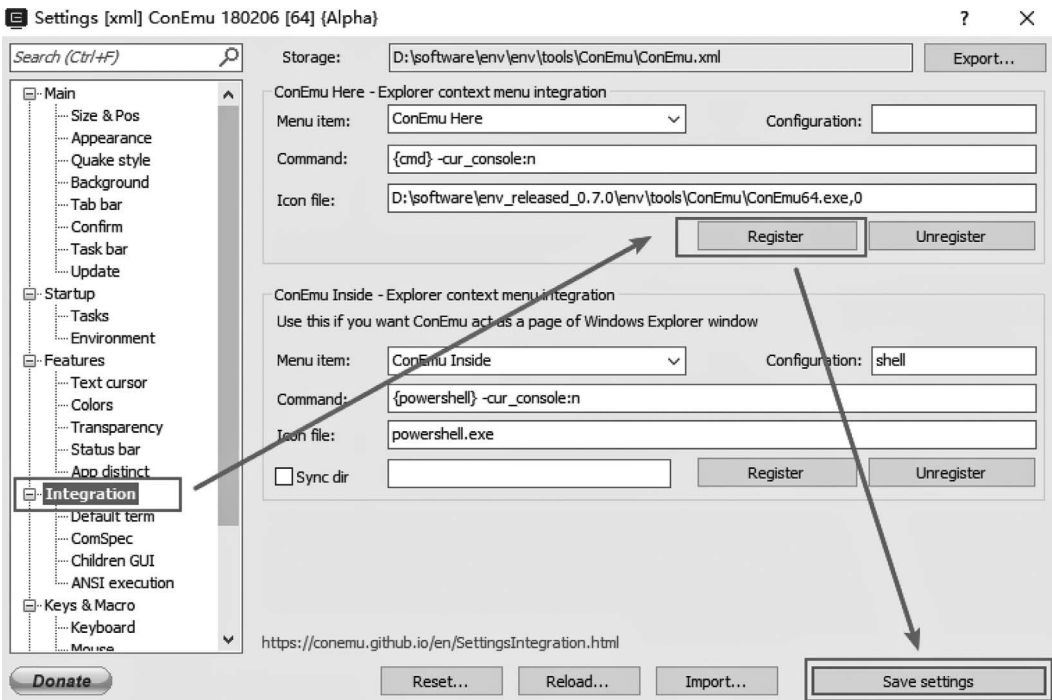 Settings [xml] ConEmu 180206 [64] {Alpha}
? ×
Search (Ctrl+F)
Main
Size & Pos
Appearance
Quake style
Background
Tab bar
Confirm
Task bar
Update
Startup
Tasks
Environment
Features
Text cursor
Colors
Transparency
Status bar
App distinct
Integration
Default term
ComSpec
Children GUI
ANSI execution
Keys & Macro
Keyboard
Mouse
Storage: D:\software\env\env\tools\ConEmu\ConEmu.xml Export...
ConEmu Here - Explorer context menu integration
Menu item: ConEmu Here Configuration:
Command: {cmd} -cur_console:n
Icon file: D:\software\env_released_0.7.0\env\tools\ConEmu\ConEmu64.exe,0
Register Unregister
ConEmu Inside - Explorer context menu integration
Use this if you want ConEmu act as a page of Windows Explorer window
Menu item: ConEmu Inside Configuration: shell
Command: {powershell} -cur_console:n
Icon file: powershell.exe
Sync dir Register Unregister
https://conemu.github.io/en/SettingsIntegration.html
Donate Reset... Reload... Import... Save settings